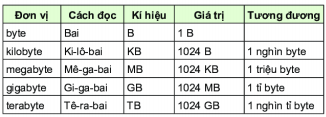 Đơn vị Cách đọc Kí hiệu Giá trị Tương đương
byte Bai B 1 B
kilobyte Ki-lô-bai KB 1024 B 1 nghìn byte
megabyte Mê-ga-bai MB 1024 KB 1 triệu byte
gigabyte Gi-ga-bai GB 1024 MB 1 tỉ byte
terabyte Tê-ra-bai TB 1024 GB 1 nghìn tỉ byte